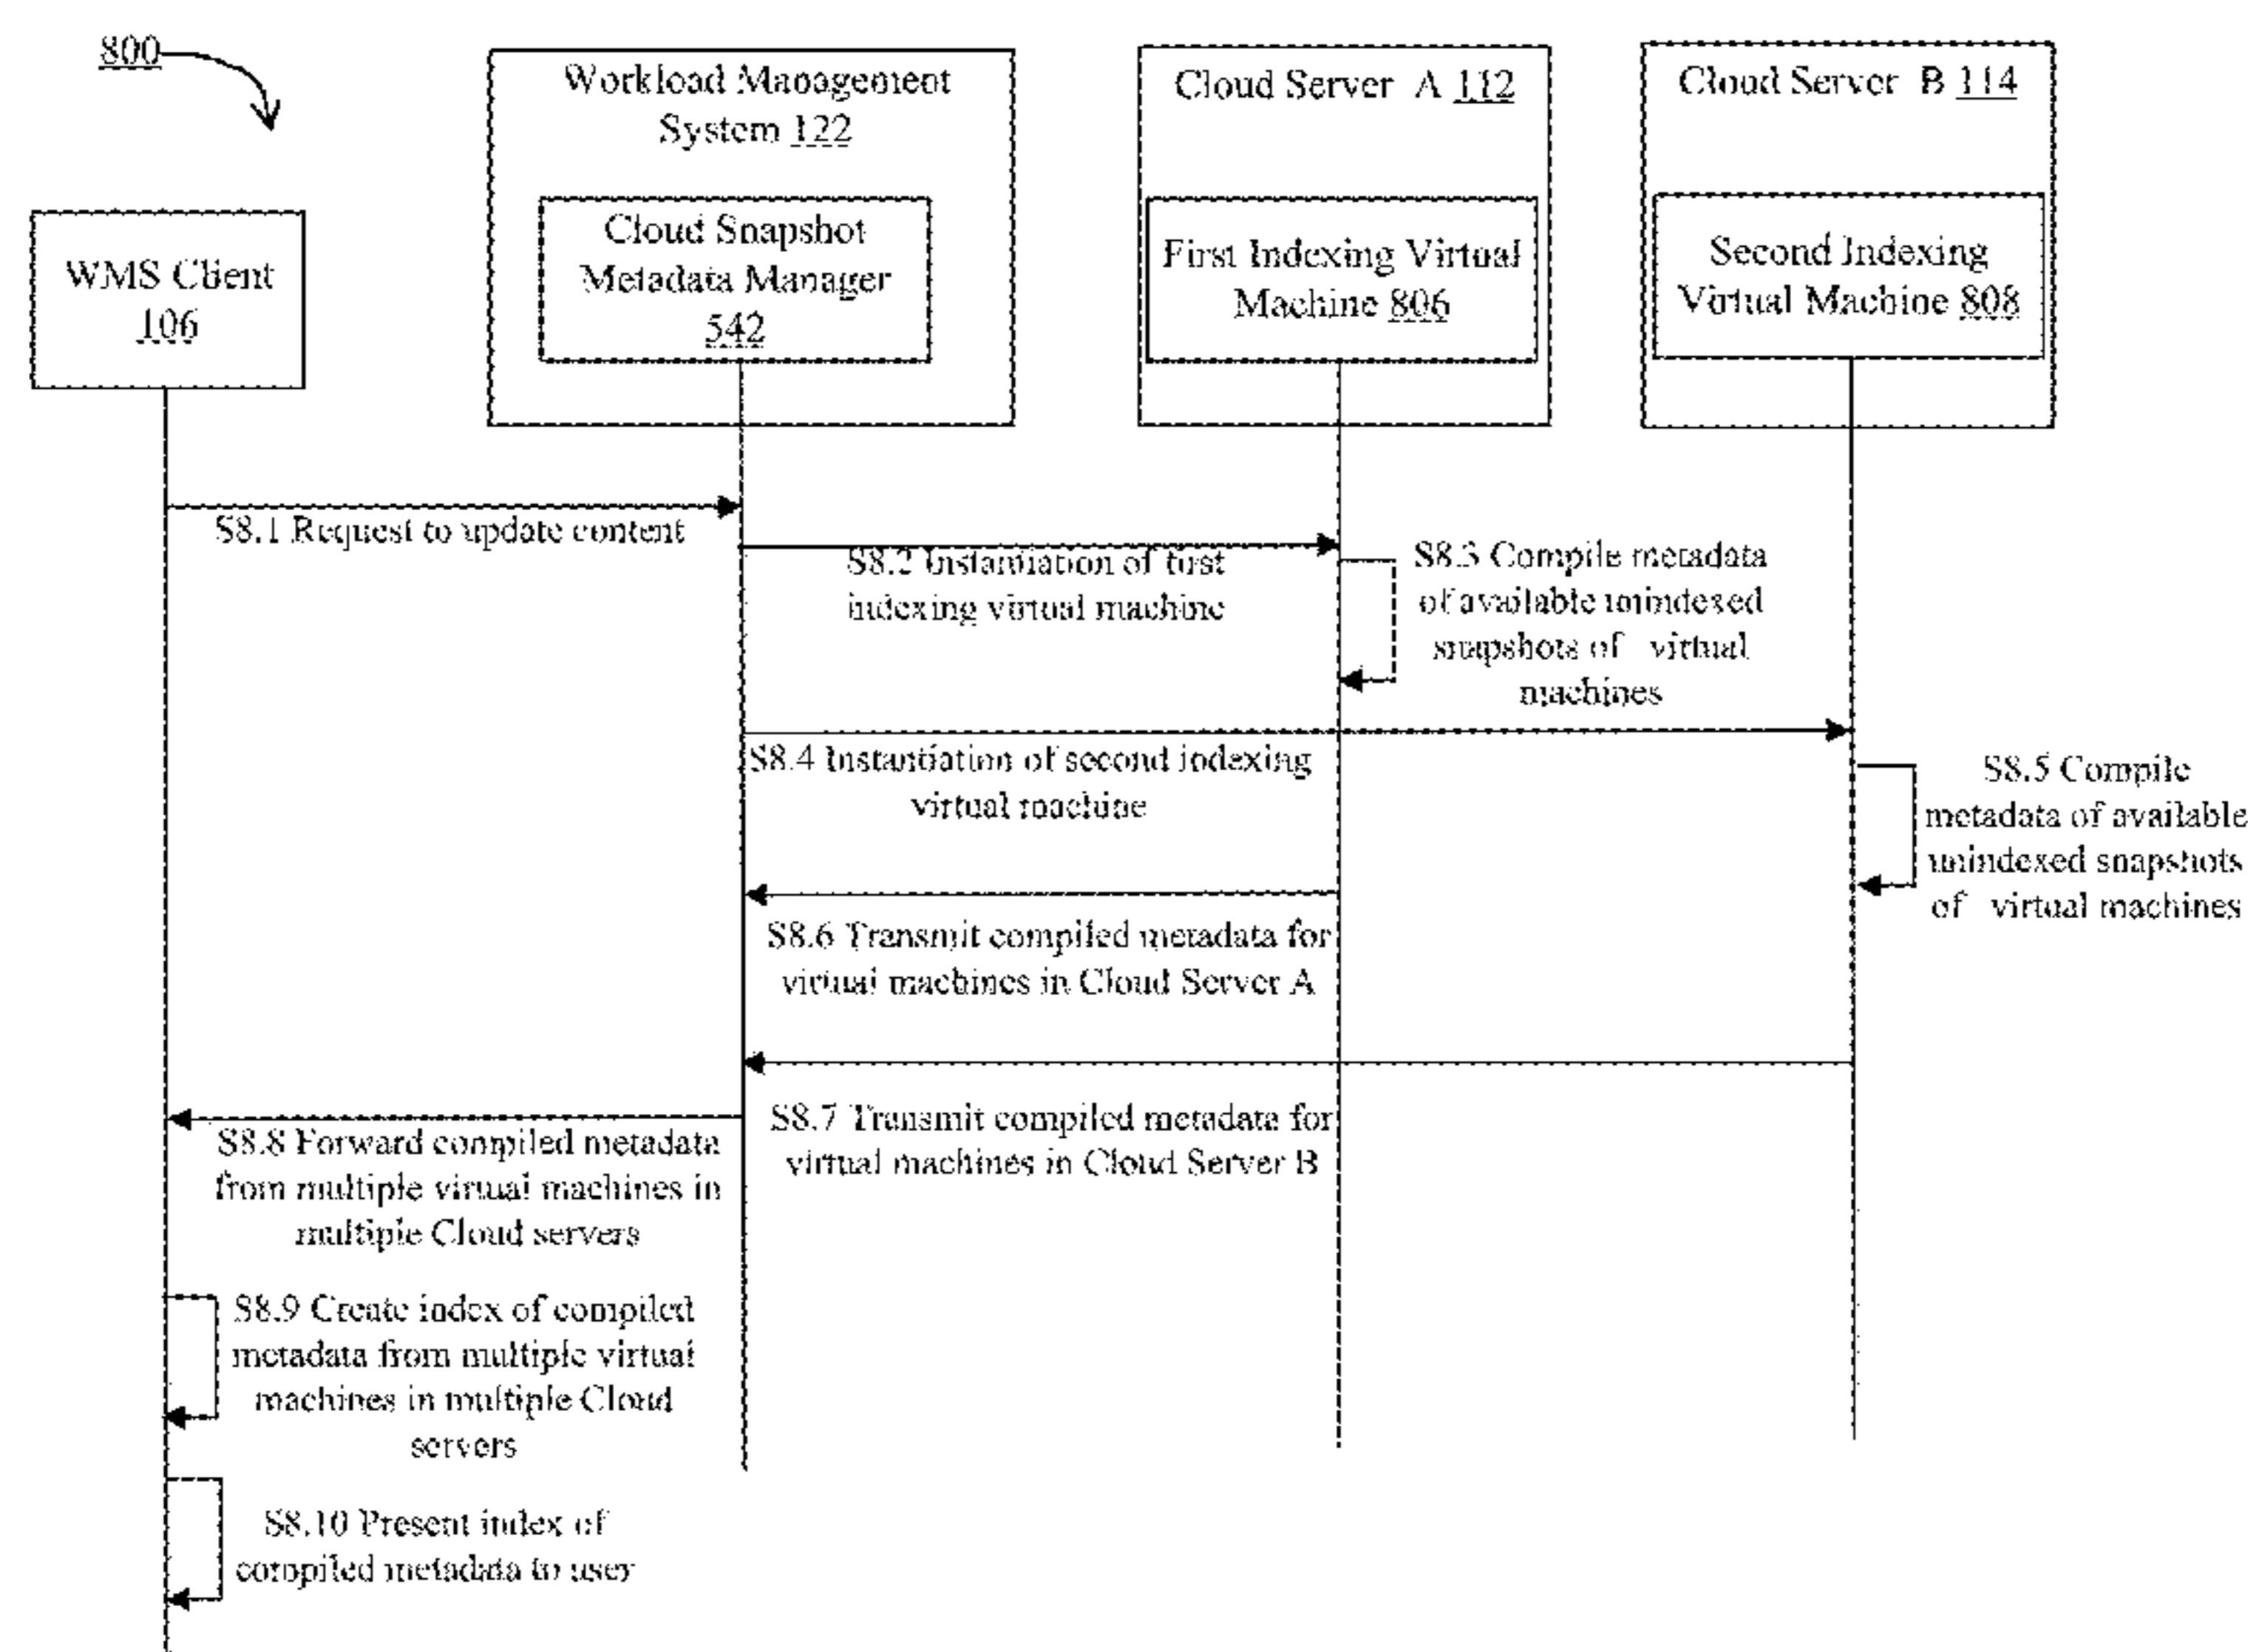 800
Workload Management
System 122
Cloud Snapshot
Metadata Manager
542
Cloud Server A 112
First Indexing Virtual
Machine 806
Cloud Server B 114
Second Indexing
Virtual Machine 808
WMS Client
106
S8.1 Request to update content
S8.2 Instantiation of first
indexing virtual machine
S8.3 Compile metadata
of available unindexed
snapshots of virtual
machines
S8.4 Instantiation of second indexing
virtual machine
S8.5 Compile
metadata of available
unindexed snapshots
of virtual machines
S8.6 Transmit compiled metadata for
virtual machines in Cloud Server A
S8.7 Transmit compiled metadata for
virtual machines in Cloud Server B
S8.8 Forward compiled metadata
from multiple virtual machines in
multiple Cloud servers
S8.9 Create index of compiled
metadata from multiple virtual
machines in multiple Cloud
servers
S8.10 Present index of
compiled metadata to user